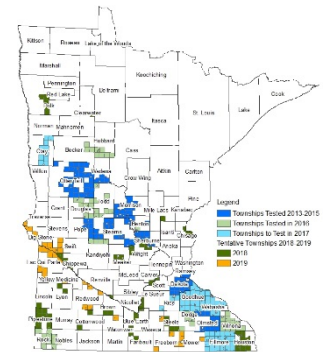 Kittson
Roseau
Lake of the Woods
Marshall
Koochiching
Pennington
Beltrami
Cook
Red Lake
Polk
St. Louis
Lake
Clearwater
Itasca
Norman
Mahnomen
Hubbard
Becker
Cass
Clay
Wadena
Aitkin
Carlton
Wilkin
Crow Wing
Otter Tail
Pine
Todd
Grant
Douglas
Morrison
Mille Lacs
Kanabec
Traverse
Stevens
Pope
Benton
Big Stone
Sherburne
Isanti
Chisago
Swift
Anoka
Kandiyohi
Wright
Lac Qui Parle
Chippewa
Meeker
Hennepin
Washington
Ramsey
McLeod
Carver
Yellow Medicine
Renville
Scott
Dakota
Sibley
Lincoln
Lyon
Redwood
Goodhue
Nicollet
Rice
Wabasha
Brown
Pipestone
Murray
Cottonwood
Blue Earth
Steele
Dodge
Olmsted
Winona
Watonwan
Waseca
Rock
Nobles
Jackson
Martin
Faribault
Freeborn
Mower
Fillmore
Houston
Legend
Townships Tested 2013-2015
Townships Tested in 2016
Townships to Test in 2017
Tentative Townships 2018-2019
2018
2019